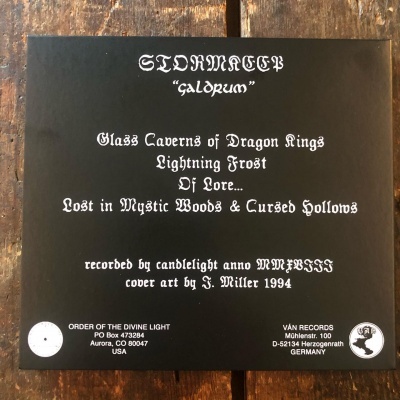 STORMKEEP
"Galdrum"
Glass Caverns of Dragon Kings
Lightning Frost
Of Lore...
Lost in Mystic Woods & Cursed Hollows
recorded by candlelight anno MMXVIII
cover art by J. Miller 1994
ORDER OF THE DIVINE LIGHT
PO Box 473284
Aurora, CO 80047
USA
VÁN RECORDS
Mühlenstr. 100
D-52134 Herzogenrath
GERMANY